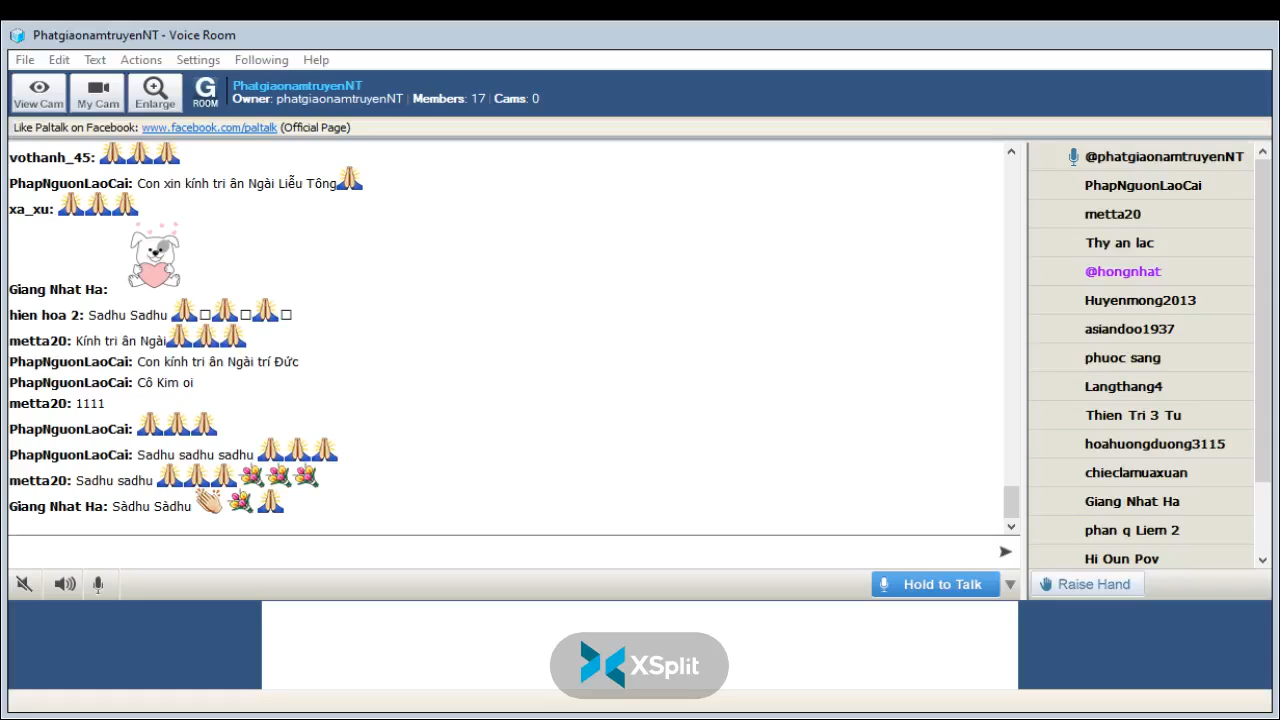 PhatgiaonamtruyenNT - Voice Room
File Edit Text Actions Settings Following Help
View Cam My Cam Enlarge G ROOM
PhatgiaonamtruyenNT
Owner: phatgiaonamtruyenNT | Members: 17 | Cams: 0
Like Paltalk on Facebook: www.facebook.com/paltalk (Official Page)
vothanh_45:
PhapNguonLaoCai: Con xin kính tri ân Ngài Liễu Tông
xa_xu:
Giang Nhat Ha:
hien hoa 2: Sadhu Sadhu
metta20: Kính tri ân Ngài
PhapNguonLaoCai: Con kính tri ân Ngài trí Đức
PhapNguonLaoCai: Cô Kim oi
metta20: 1111
PhapNguonLaoCai:
PhapNguonLaoCai: Sadhu sadhu sadhu
metta20: Sadhu sadhu
Giang Nhat Ha: Sàdhu Sàdhu
@phatgiaonamtruyenNT
PhapNguonLaoCai
metta20
Thy an lac
@hongnhat
Huyenmong2013
asiandoo1937
phuoc sang
Langthang4
Thien Tri 3 Tu
hoahuongduong3115
chieclamuaxuan
Giang Nhat Ha
phan q Liem 2
Hi Oun Pov
Hold to Talk
Raise Hand
XSplit